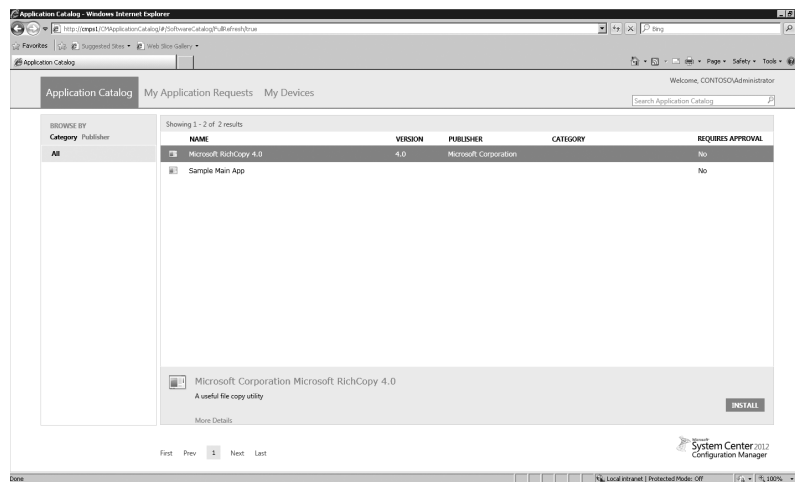 Application Catalog - Windows Internet Explorer
http://cmps1/CMApplicationCatalog/#/SoftwareCatalog/FullRefresh/true
Bing
Favorites Suggested Sites Web Slice Gallery
Application Catalog
Page Safety Tools
Welcome, CONTOSO\Administrator
Application Catalog My Application Requests My Devices
Search Application Catalog
BROWSE BY
Category Publisher
All
Showing 1 - 2 of 2 results
NAME VERSION PUBLISHER CATEGORY REQUIRES APPROVAL
Microsoft RichCopy 4.0 4.0 Microsoft Corporation No
Sample Main App No
Microsoft Corporation Microsoft RichCopy 4.0
A useful file copy utility
INSTALL
More Details
First Prev 1 Next Last
Microsoft
System Center 2012
Configuration Manager
Done
Local intranet | Protected Mode: Off
100%